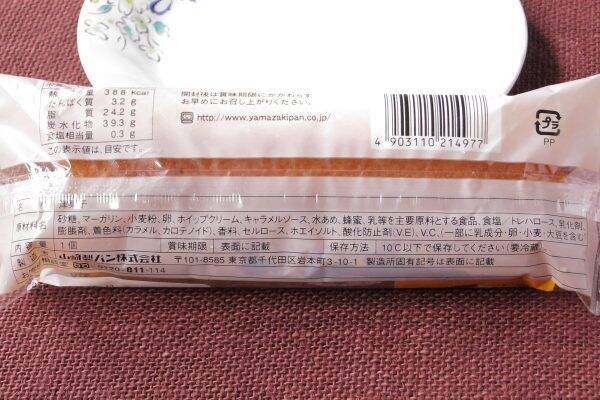 量 388 kcal
たんぱく質 3.2 g
脂 質 24.2 g
炭水化物 39.3 g
食塩相当量 0.3 g
この表示値は、目安です。
開封後は賞味期限にかかわらず
お早めにお召し上がりください。
http://www.yamazakipan.co.jp/
4 903110 214977
プラ
PP
砂糖、マーガリン、小麦粉、卵、ホイップクリーム、キャラメルソース、水あめ、蜂蜜、乳等を主要原料とする食品、食塩/トレハロース、乳化剤、
原材料名 膨脹剤、着色料(カラメル、カロテノイド)、香料、セルロース、ホエイソルト、酸化防止剤(V.E)、V.C、(一部に乳成分・卵・小麦・大豆を含む)
内容量 1個 賞味期限 表面に記載 保存方法 10℃以下で保存してください(要冷蔵)
製造 山崎製パン株式会社 〒101-8585 東京都千代田区岩本町3-10-1 製造所固有記号は表面に記載
0120-811-114